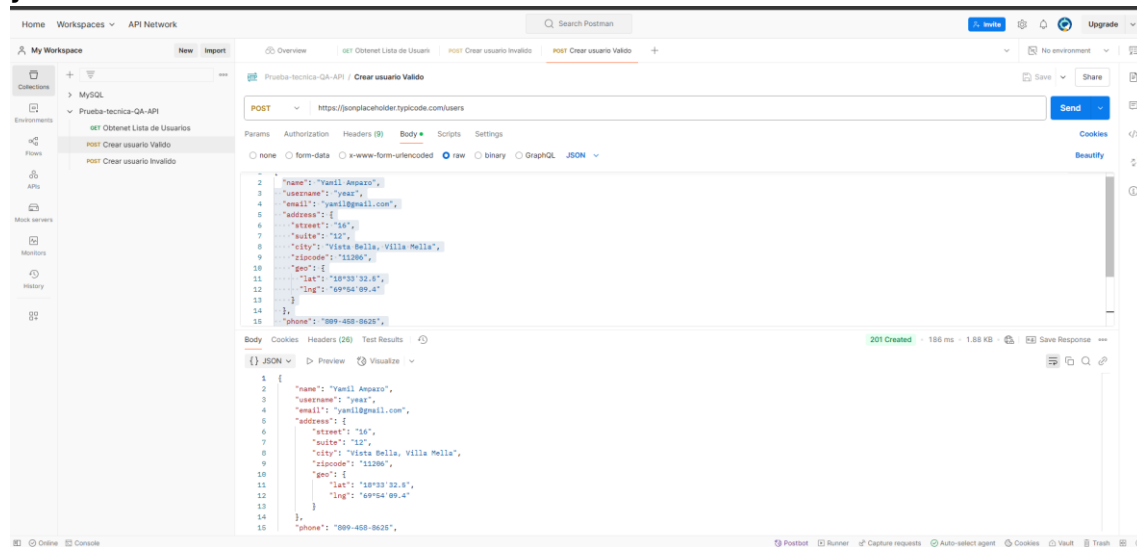 Home Workspaces API Network Search Postman Invite Upgrade
My Workspace New Import Overview GET Obtenet Lista de Usuari POST Crear usuario Invalido POST Crear usuario Valido + No environment
Collections
Environments
Flows
APIs
Mock servers
Monitors
History
MySQL
Prueba-tecnica-QA-API
GET Obtenet Lista de Usuarios
POST Crear usuario Valido
POST Crear usuario Invalido
Prueba-tecnica-QA-API / Crear usuario Valido Save Share
POST https://jsonplaceholder.typicode.com/users Send
Params Authorization Headers (9) Body Scripts Settings Cookies
none form-data x-www-form-urlencoded raw binary GraphQL JSON Beautify
2 "name": "Yamil Amparo",
3 "username": "year",
4 "email": "yamil@gmail.com",
5 "address": {
6 "street": "16",
7 "suite": "12",
8 "city": "Vista Bella, Villa Mella",
9 "zipcode": "11206",
10 "geo": {
11 "lat": "18°33'32.5",
12 "lng": "69°54'09.4"
13 }
14 },
15 "phone": "809-458-8625",
Body Cookies Headers (26) Test Results 201 Created 186 ms 1.88 KB Save Response
{} JSON Preview Visualize
1 {
2 "name": "Yamil Amparo",
3 "username": "year",
4 "email": "yamil@gmail.com",
5 "address": {
6 "street": "16",
7 "suite": "12",
8 "city": "Vista Bella, Villa Mella",
9 "zipcode": "11206",
10 "geo": {
11 "lat": "18°33'32.5",
12 "lng": "69°54'09.4"
13 }
14 },
15 "phone": "809-458-8625",
Online Console Postbot Runner Capture requests Auto-select agent Cookies Vault Trash